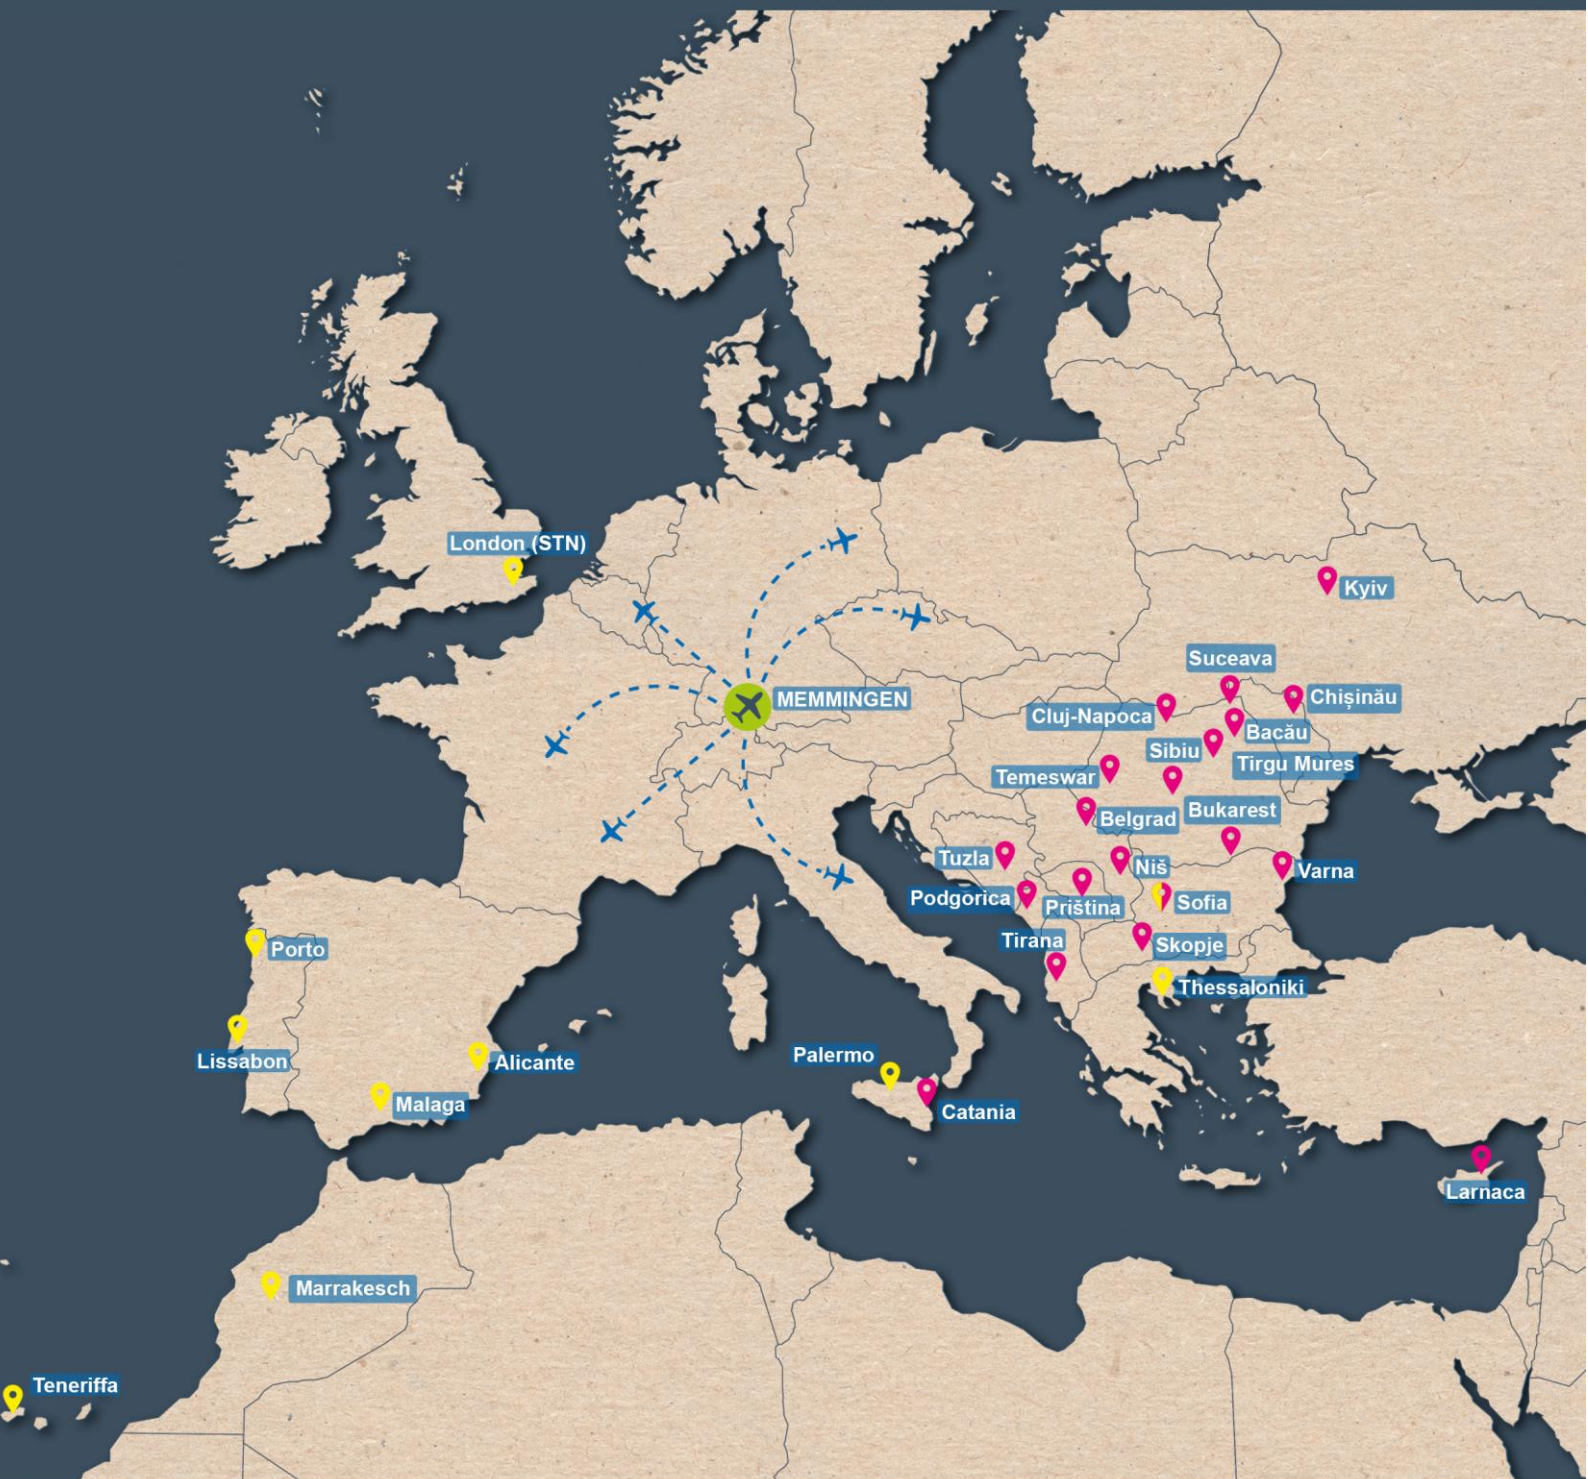 London (STN)
Kyiv
Suceava
MEMMINGEN
Chișinău
Cluj-Napoca
Bacău
Sibiu
Tirgu Mures
Temeswar
Bukarest
Belgrad
Tuzla
Niš
Varna
Podgorica
Priština
Sofia
Tirana
Skopje
Porto
Thessaloniki
Lissabon
Alicante
Palermo
Malaga
Catania
Larnaca
Marrakesch
Teneriffa